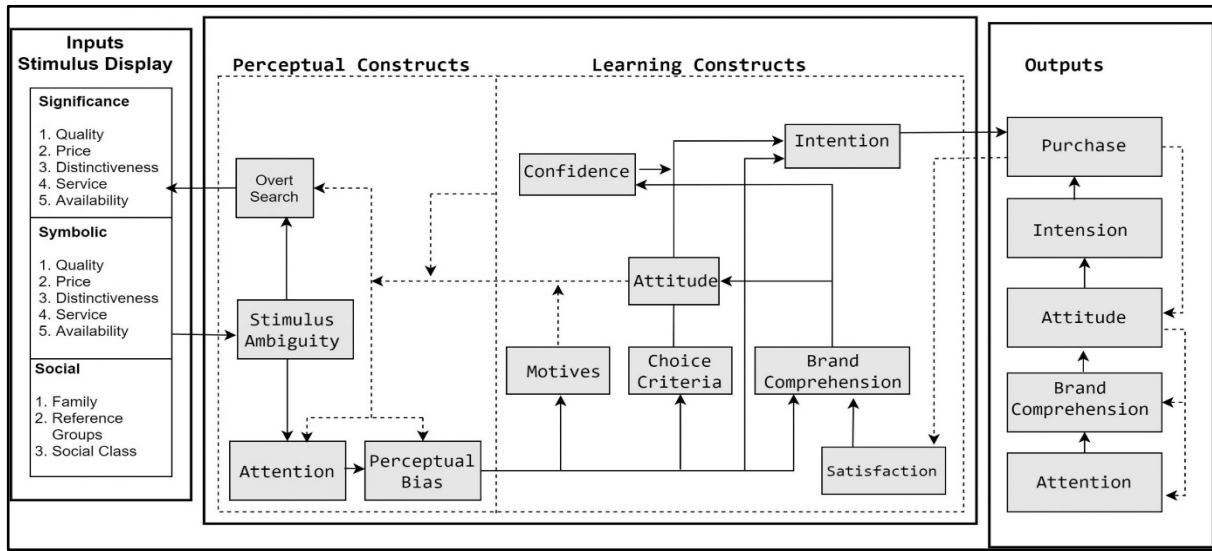 Inputs
Stimulus Display
Significance
1. Quality
2. Price
3. Distinctiveness
4. Service
5. Availability
Symbolic
1. Quality
2. Price
3. Distinctiveness
4. Service
5. Availability
Social
1. Family
2. Reference
Groups
3. Social Class
Perceptual Constructs
Overt
Search
Stimulus
Ambiguity
Attention
Perceptual
Bias
Learning Constructs
Confidence
Intention
Attitude
Motives
Choice
Criteria
Brand
Comprehension
Satisfaction
Outputs
Purchase
Intension
Attitude
Brand
Comprehension
Attention